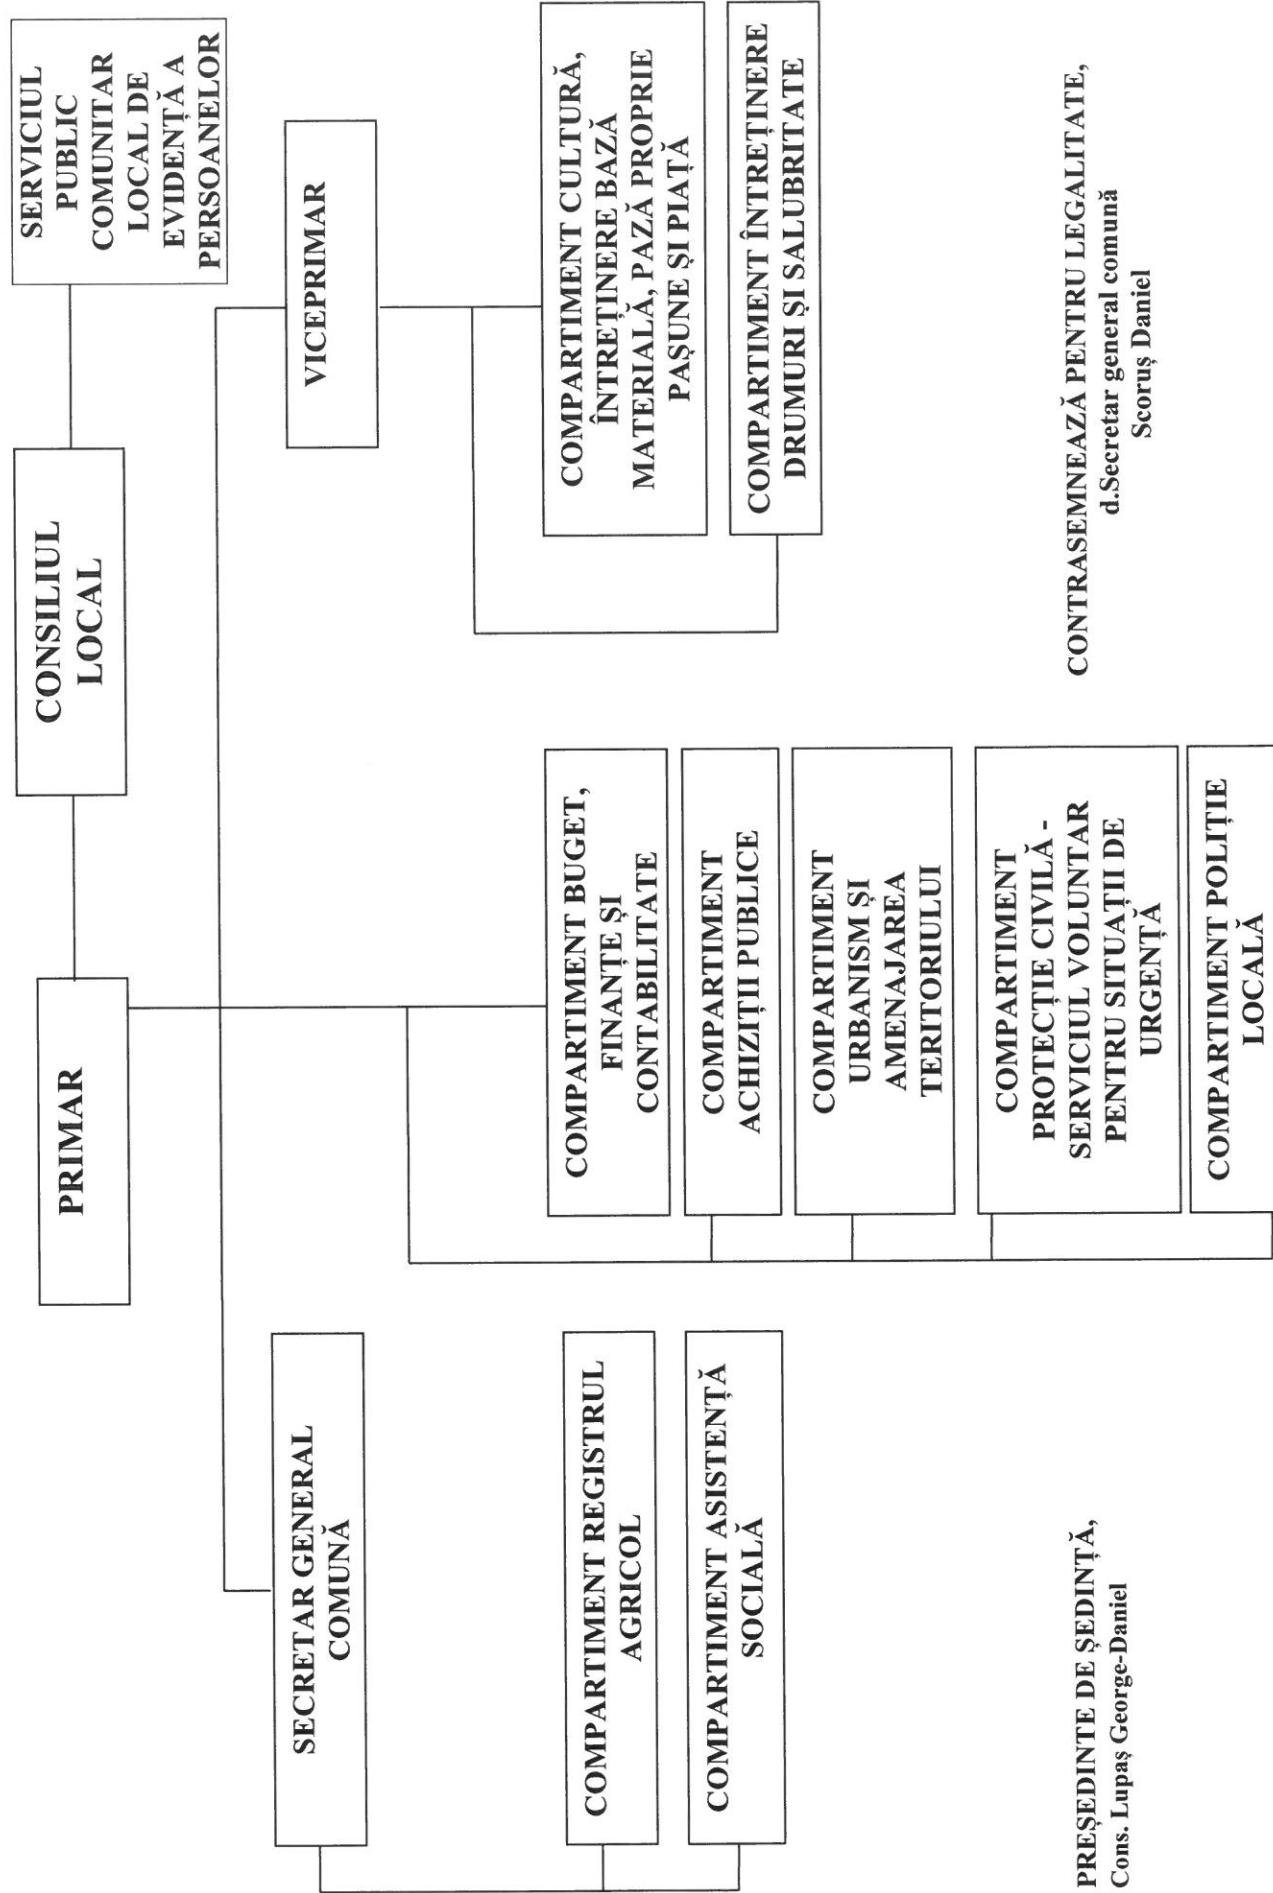 PRIMAR
CONSILIUL
LOCAL
SERVICIUL
PUBLIC
COMUNITAR
LOCAL DE
EVIDENȚĂ A
PERSOANELOR
SECRETAR GENERAL
COMUNĂ
VICEPRIMAR
COMPARTIMENT REGISTRUL
AGRICOL
COMPARTIMENT ASISTENȚĂ
SOCIALĂ
COMPARTIMENT BUGET,
FINANȚE ȘI
CONTABILITATE
COMPARTIMENT
ACHIZIȚII PUBLICE
COMPARTIMENT
URBANISM ȘI
AMENAJAREA
TERITORIULUI
COMPARTIMENT
PROTECȚIE CIVILĂ -
SERVICIUL VOLUNTAR
PENTRU SITUAȚII DE
URGENȚĂ
COMPARTIMENT POLIȚIE
LOCALĂ
COMPARTIMENT CULTURĂ,
ÎNTREȚINERE BAZĂ
MATERIALĂ, PAZĂ PROPRIE
PAȘUNE ȘI PIAȚĂ
COMPARTIMENT ÎNTREȚINERE
DRUMURI ȘI SALUBRITATE
PREȘEDINTE DE ȘEDINȚĂ,
Cons. Lupaș George-Daniel
CONTRASEMNEAZĂ PENTRU LEGALITATE,
d.Secretar general comună
Scoruș Daniel